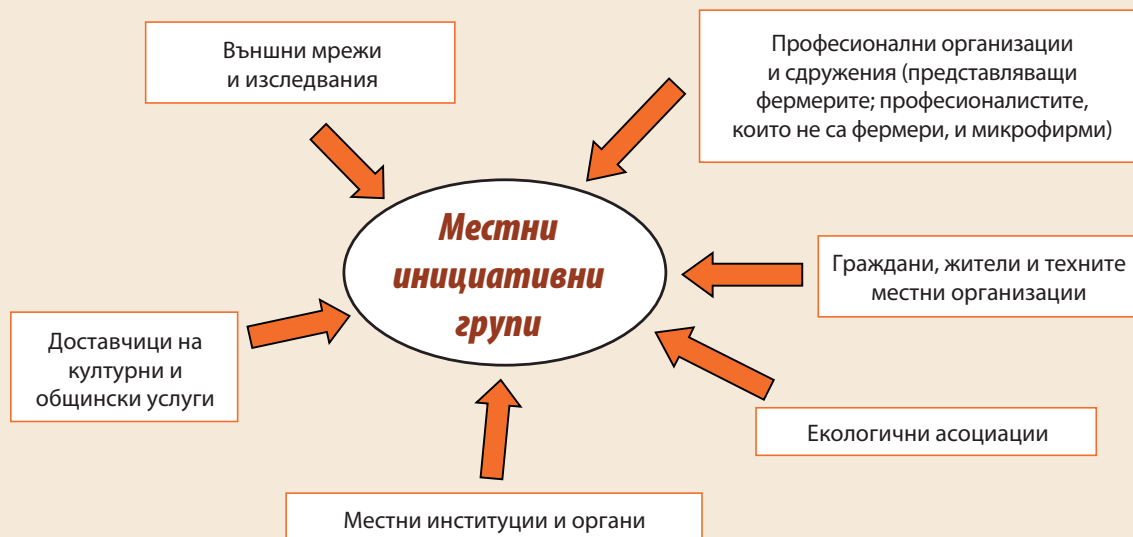 Външни мрежи
и изследвания
Професионални организации
и сдружения (представляващи
фермерите; професионалистите,
които не са фермери, и микрофирми)
Местни
инициативни
групи
Граждани, жители и техните
местни организации
Доставчици на
културни и
общински услуги
Екологични асоциации
Местни институции и органи